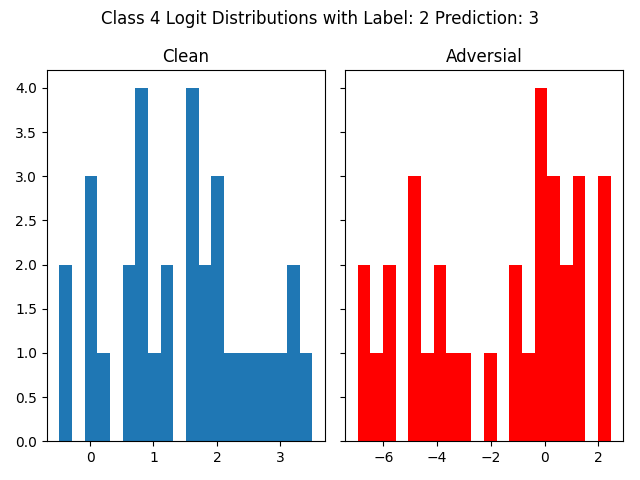 Class 4 Logit Distributions with Label: 2 Prediction: 3
Clean
Adversial
4.0
3.5
3.0
2.5
2.0
1.5
1.0
0.5
0.0
0 1 2 3
−6 −4 −2 0 2